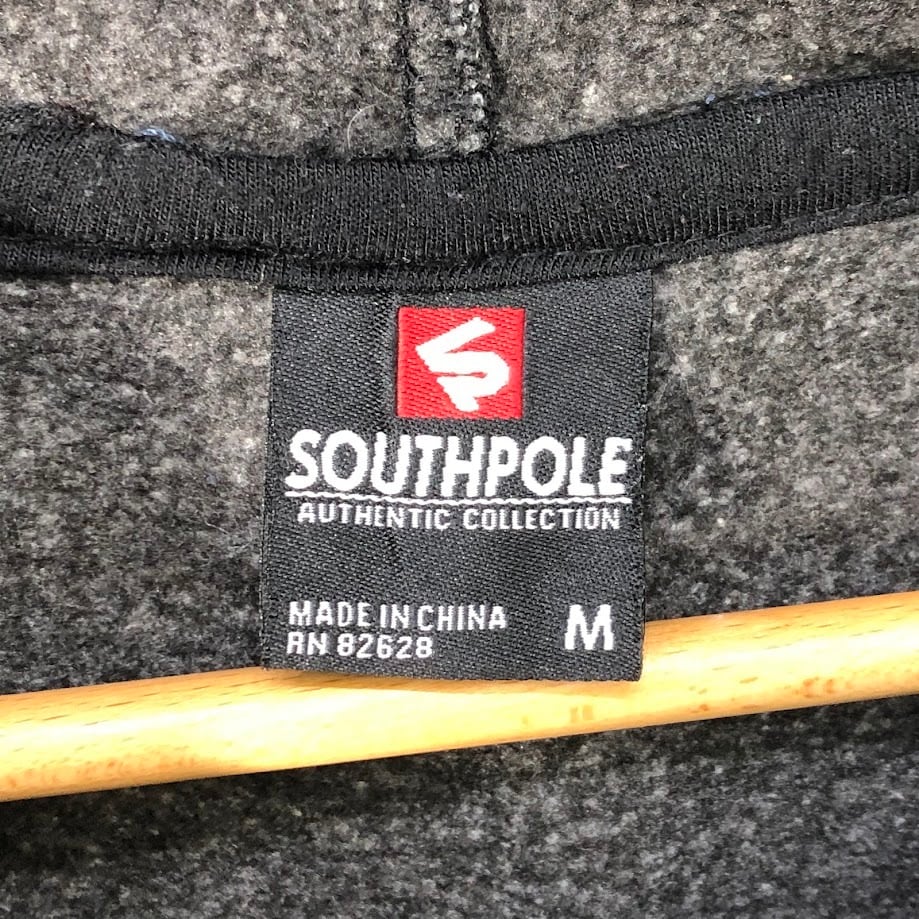 SOUTHPOLE
AUTHENTIC COLLECTION
MADE IN CHINA
RN 82628
M